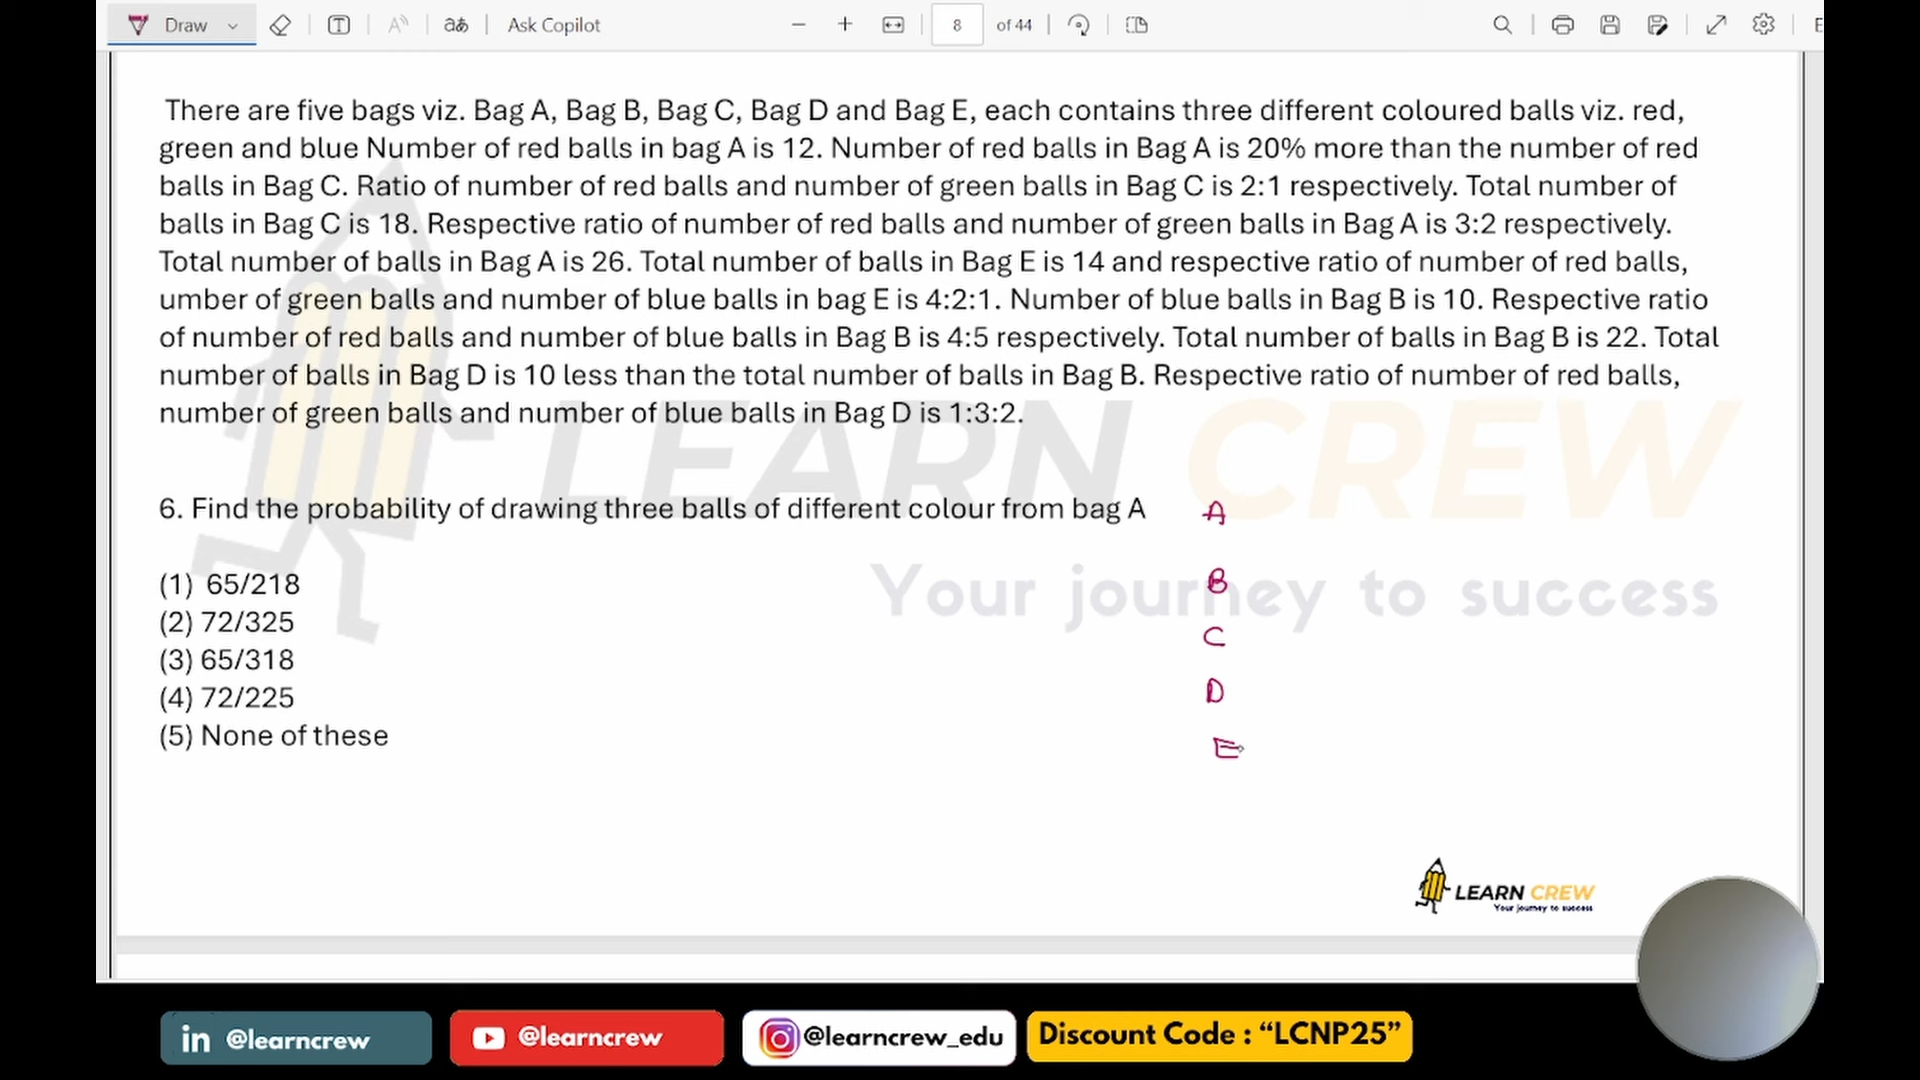 Draw
Ask Copilot
8 of 44
There are five bags viz. Bag A, Bag B, Bag C, Bag D and Bag E, each contains three different coloured balls viz. red,
green and blue Number of red balls in bag A is 12. Number of red balls in Bag A is 20% more than the number of red
balls in Bag C. Ratio of number of red balls and number of green balls in Bag C is 2:1 respectively. Total number of
balls in Bag C is 18. Respective ratio of number of red balls and number of green balls in Bag A is 3:2 respectively.
Total number of balls in Bag A is 26. Total number of balls in Bag E is 14 and respective ratio of number of red balls,
umber of green balls and number of blue balls in bag E is 4:2:1. Number of blue balls in Bag B is 10. Respective ratio
of number of red balls and number of blue balls in Bag B is 4:5 respectively. Total number of balls in Bag B is 22. Total
number of balls in Bag D is 10 less than the total number of balls in Bag B. Respective ratio of number of red balls,
number of green balls and number of blue balls in Bag D is 1:3:2.
LEARN CREW
Your journey to success
6. Find the probability of drawing three balls of different colour from bag A
(1) 65/218
(2) 72/325
(3) 65/318
(4) 72/225
(5) None of these
A
B
C
D
E
LEARN CREW
Your journey to success
in @learncrew
@learncrew
@learncrew_edu
Discount Code : “LCNP25”